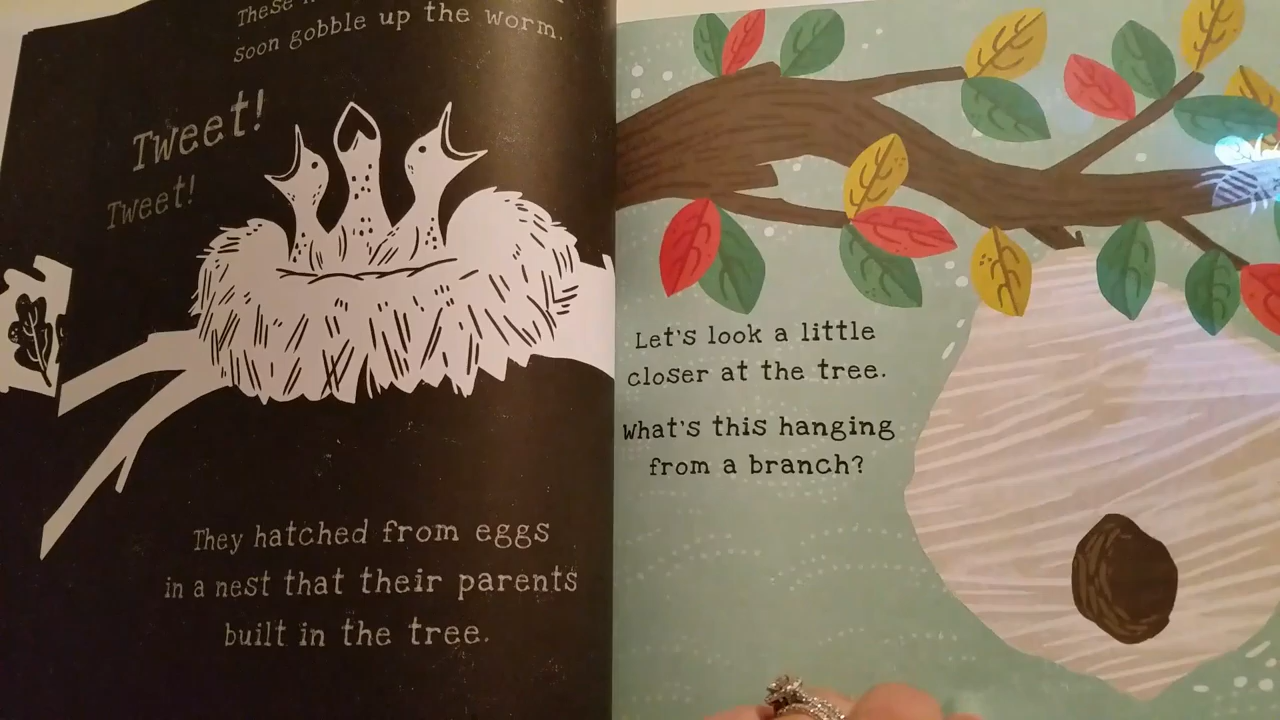 These
soon gobble up the worm.
Tweet!
Tweet!
They hatched from eggs
in a nest that their parents
built in the tree.
Let's look a little
closer at the tree.
What's this hanging
from a branch?